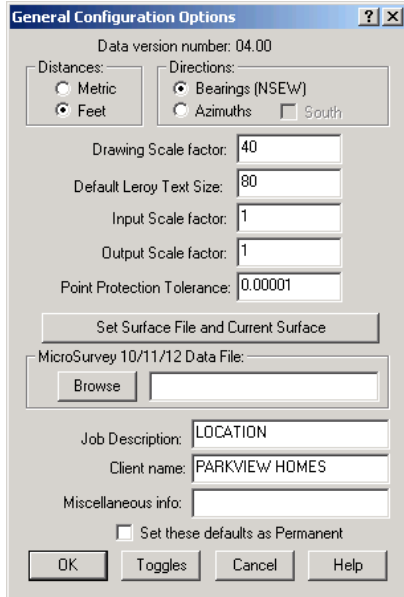 General Configuration Options ? ×
Data version number: 04.00
Distances: Directions:
Metric Bearings (NSEW)
Feet Azimuths South
Drawing Scale factor: 40
Default Leroy Text Size: 80
Input Scale factor: 1
Output Scale factor: 1
Point Protection Tolerance: 0.00001
Set Surface File and Current Surface
MicroSurvey 10/11/12 Data File:
Browse
Job Description: LOCATION
Client name: PARKVIEW HOMES
Miscellaneous info:
Set these defaults as Permanent
OK Toggles Cancel Help